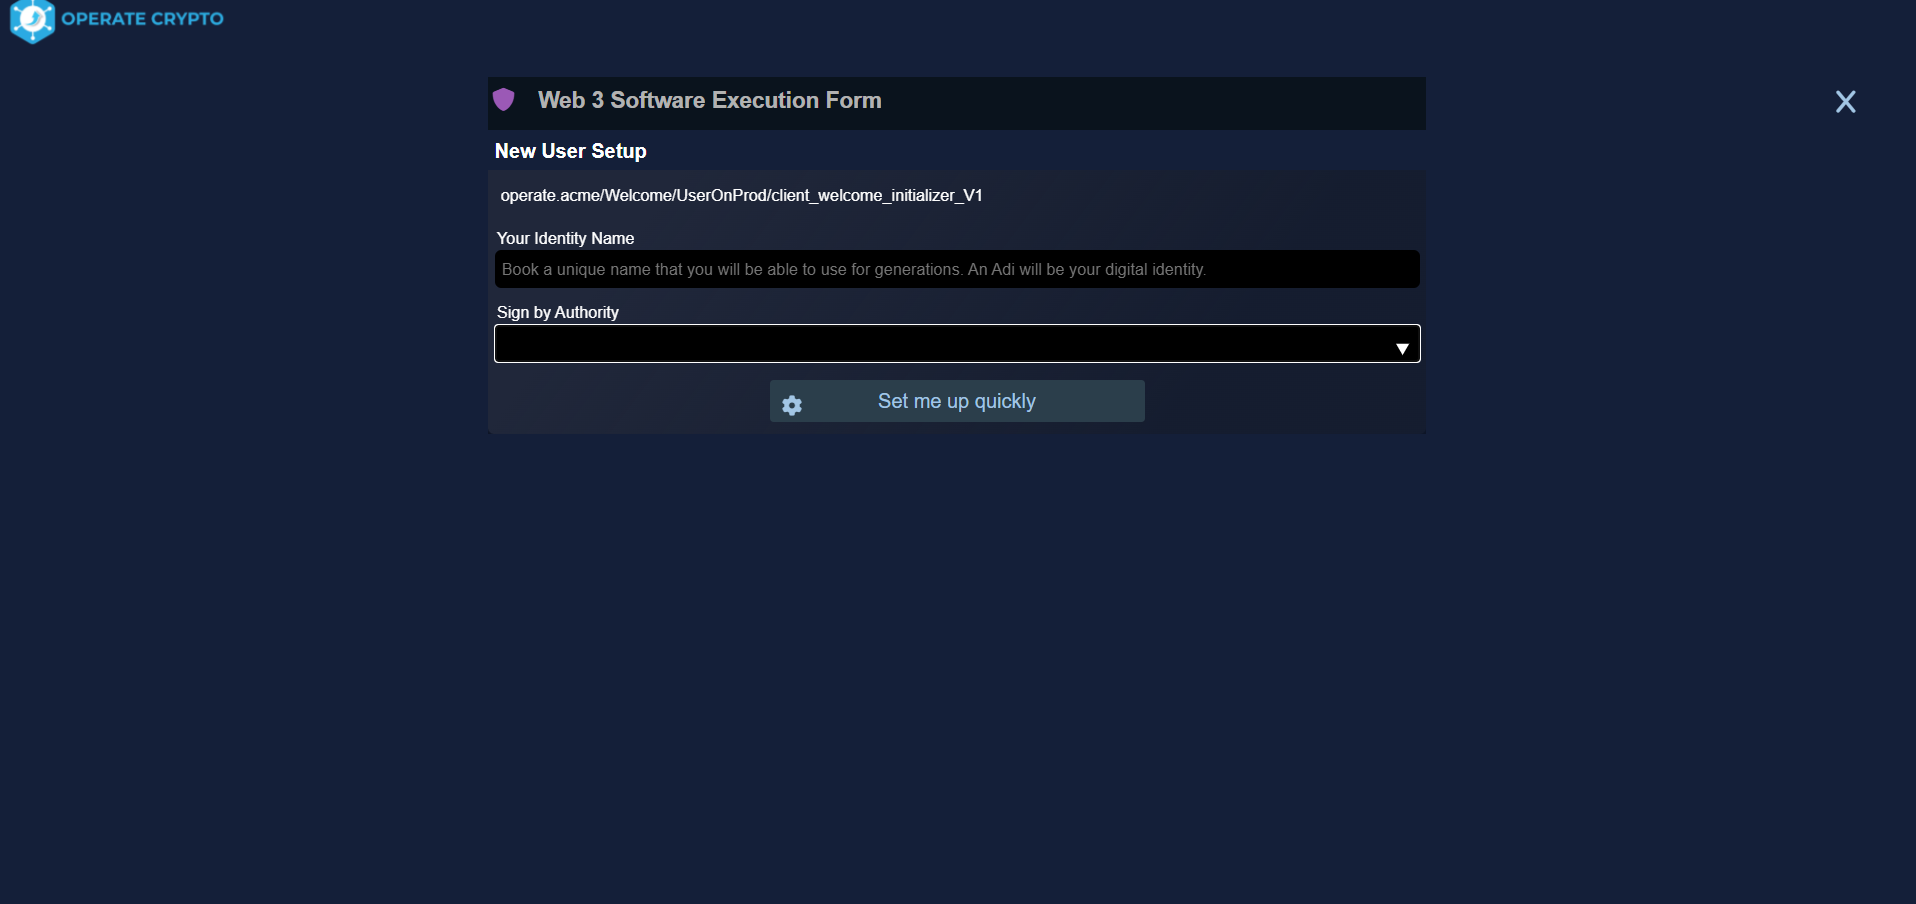 OPERATE CRYPTO
Web 3 Software Execution Form
X
New User Setup
operate.acme/Welcome/UserOnProd/client_welcome_initializer_V1
Your Identity Name
Book a unique name that you will be able to use for generations. An Adi will be your digital identity.
Sign by Authority
Set me up quickly